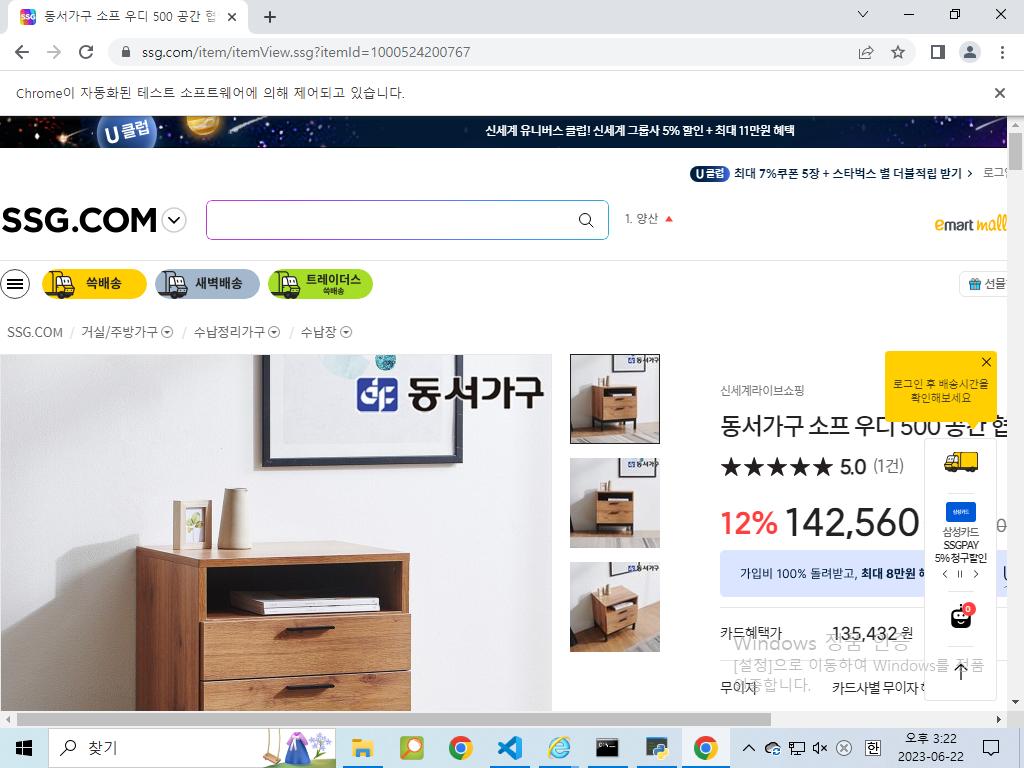 동서가구 소프 우디 500 공간 협
ssg.com/item/itemView.ssg?itemId=1000524200767
Chrome이 자동화된 테스트 소프트웨어에 의해 제어되고 있습니다.
U 클럽
신세계 유니버스 클럽! 신세계 그룹사 5% 할인 + 최대 11만원 혜택
U 클럽 최대 7%쿠폰 5장 + 스타벅스 별 더블적립 받기
SSG.COM
1. 양산
emart mall
쓱배송
새벽배송
트레이더스
쓱배송
선물
SSG.COM / 거실/주방가구 / 수납정리가구 / 수납장
동서가구
신세계라이브쇼핑
로그인 후 배송시간을
확인해보세요
동서가구 소프 우디 500 공간 협
5.0 (1건)
12% 142,560
삼성카드
삼성카드
SSGPAY
5% 청구할인
가입비 100% 돌려받고, 최대 8만원 혜
0
카드혜택가 135,432 원
Windows 정품 인증
[설정]으로 이동하여 Windows를 정품
인증합니다.
무이자 카드사별 무이자
찾기
오후 3:22
한
2023-06-22